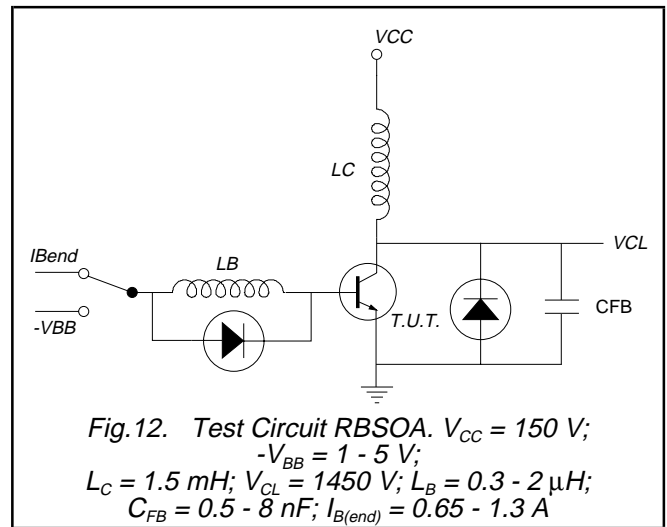 VCC
LC
IBend
LB
VCL
-VBB
T.U.T.
CFB
Fig.12. Test Circuit RBSOA. VCC = 150 V;
-VBB = 1 - 5 V;
LC = 1.5 mH; VCL = 1450 V; LB = 0.3 - 2 μH;
CFB = 0.5 - 8 nF; IB(end) = 0.65 - 1.3 A